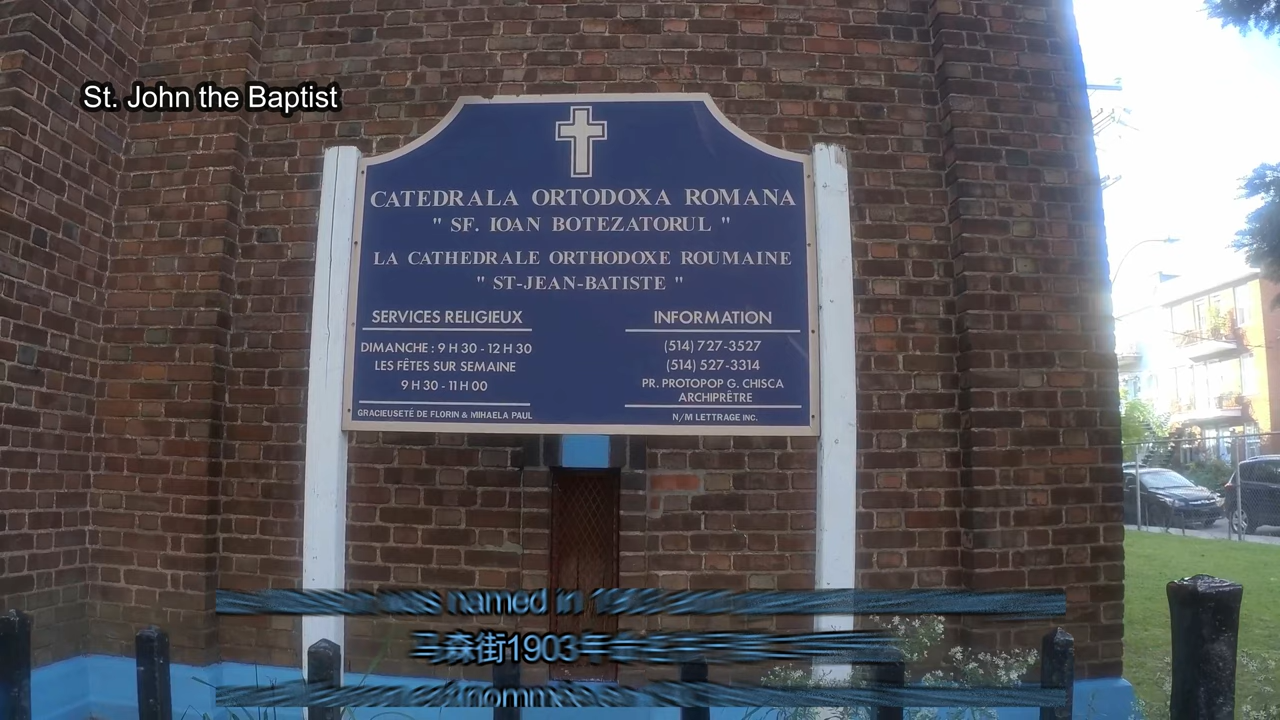 St. John the Baptist
CATEDRALA ORTODOXA ROMANA
" SF. IOAN BOTEZATORUL "
LA CATHEDRALE ORTHODOXE ROUMAINE
" ST-JEAN-BATISTE "
SERVICES RELIGIEUX
DIMANCHE : 9 H 30 - 12 H 30
LES FÊTES SUR SEMAINE
9 H 30 - 11 H 00
GRACIEUSETÉ DE FLORIN & MIHAELA PAUL
INFORMATION
(514) 727-3527
(514) 527-3314
PR. PROTOPOP G. CHISCA
ARCHIPRÊTRE
N/M LETTRAGE INC.
was named in
马森街1903年